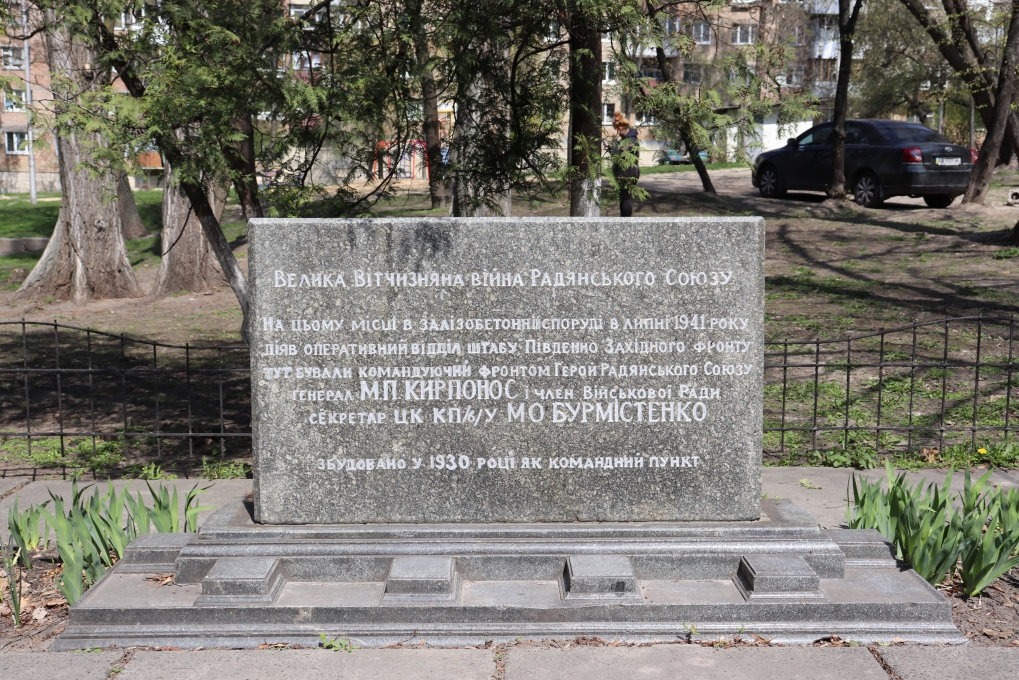 Велика Вітчизняна війна Радянського Союзу
На цьому місці в залізобетонній споруді в липні 1941 року
діяв оперативний відділ штабу Південно Західного фронту
тут бували командуючий фронтом Герой Радянського Союзу
генерал М.П. КИРПОНОС і член Військової Ради
секретар ЦК КП/б/У М О БУРМІСТЕНКО
збудовано у 1930 році як командний пункт